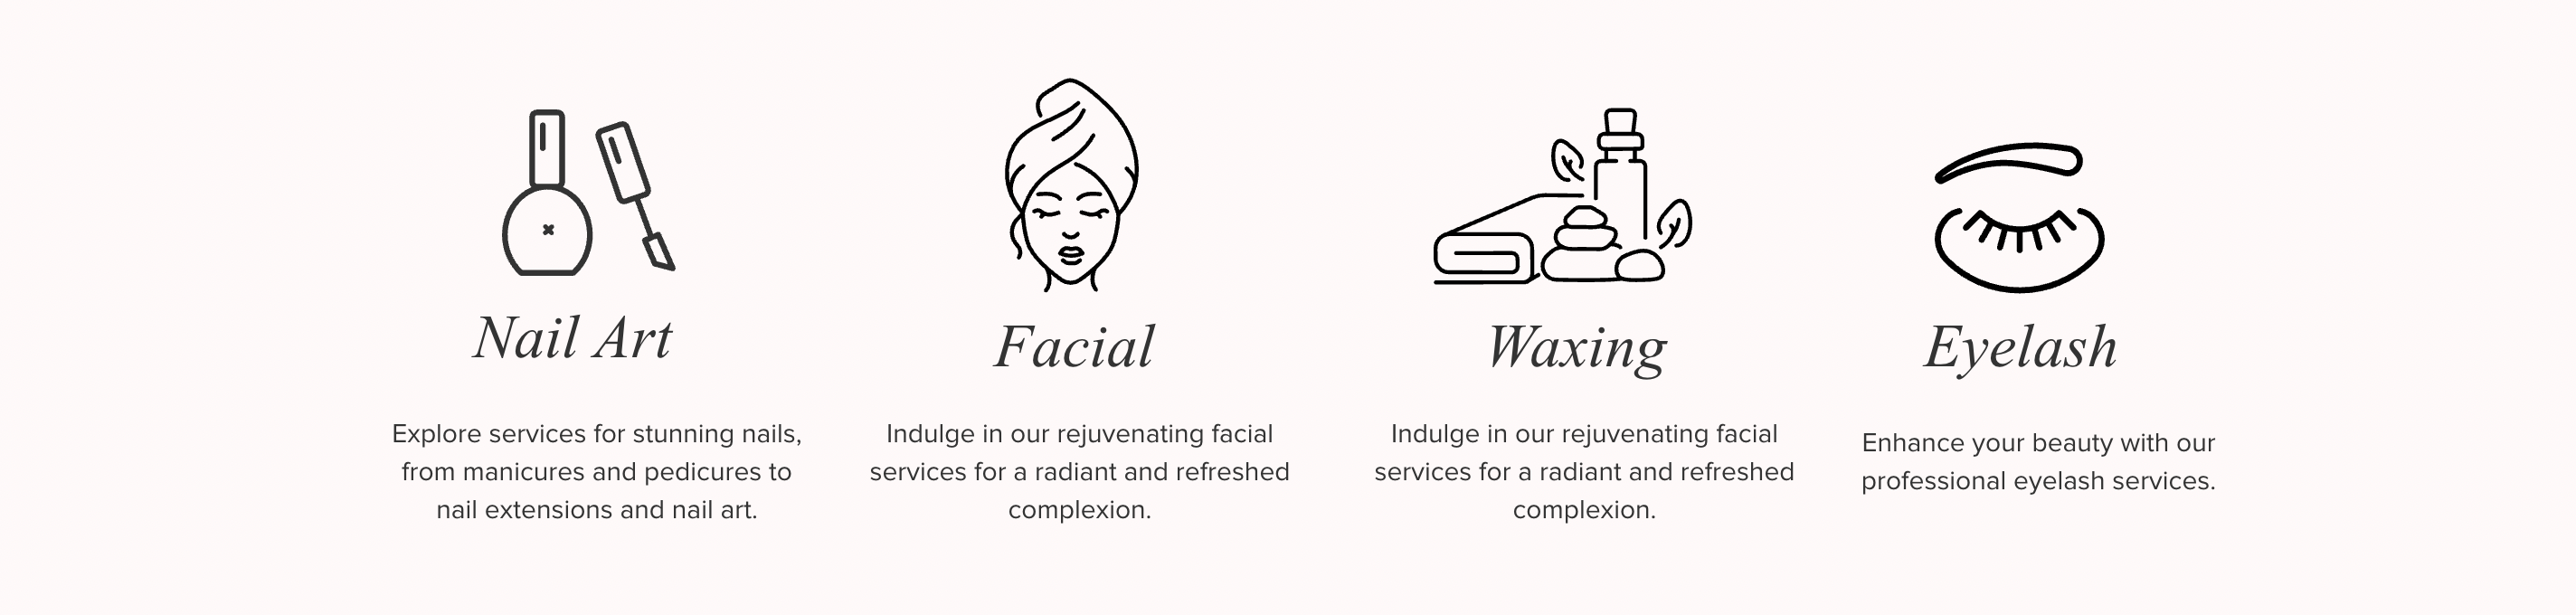 Nail Art
Explore services for stunning nails,
from manicures and pedicures to
nail extensions and nail art.
Facial
Indulge in our rejuvenating facial
services for a radiant and refreshed
complexion.
Waxing
Indulge in our rejuvenating facial
services for a radiant and refreshed
complexion.
Eyelash
Enhance your beauty with our
professional eyelash services.